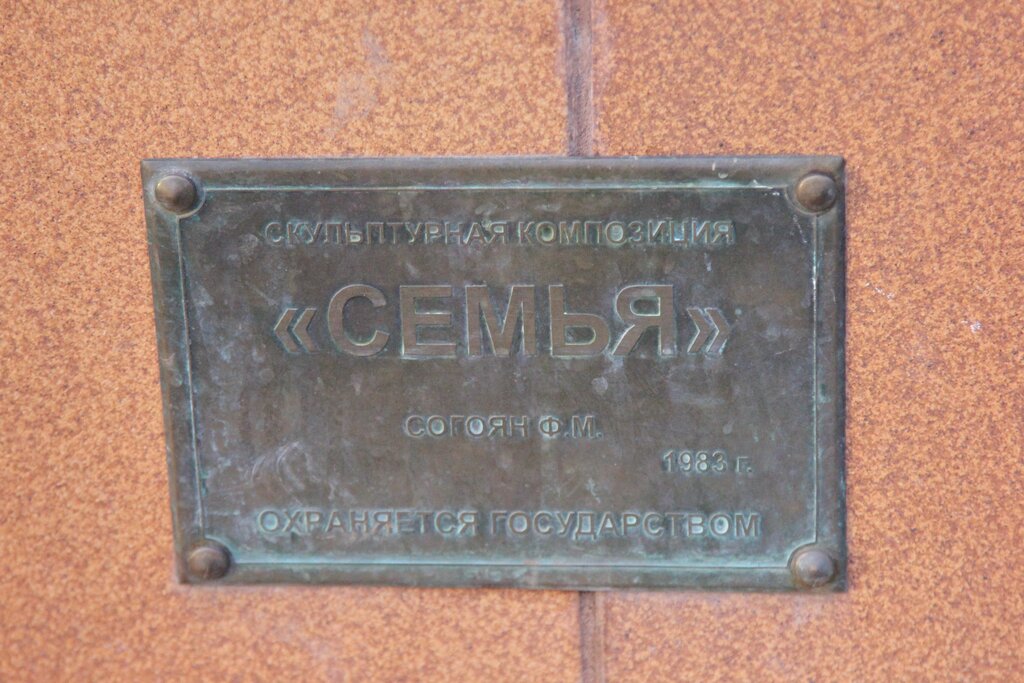 СКУЛЬПТУРНАЯ КОМПОЗИЦИЯ
«СЕМЬЯ»
СОГОЯН Ф.М.
1983 г.
ОХРАНЯЕТСЯ ГОСУДАРСТВОМ